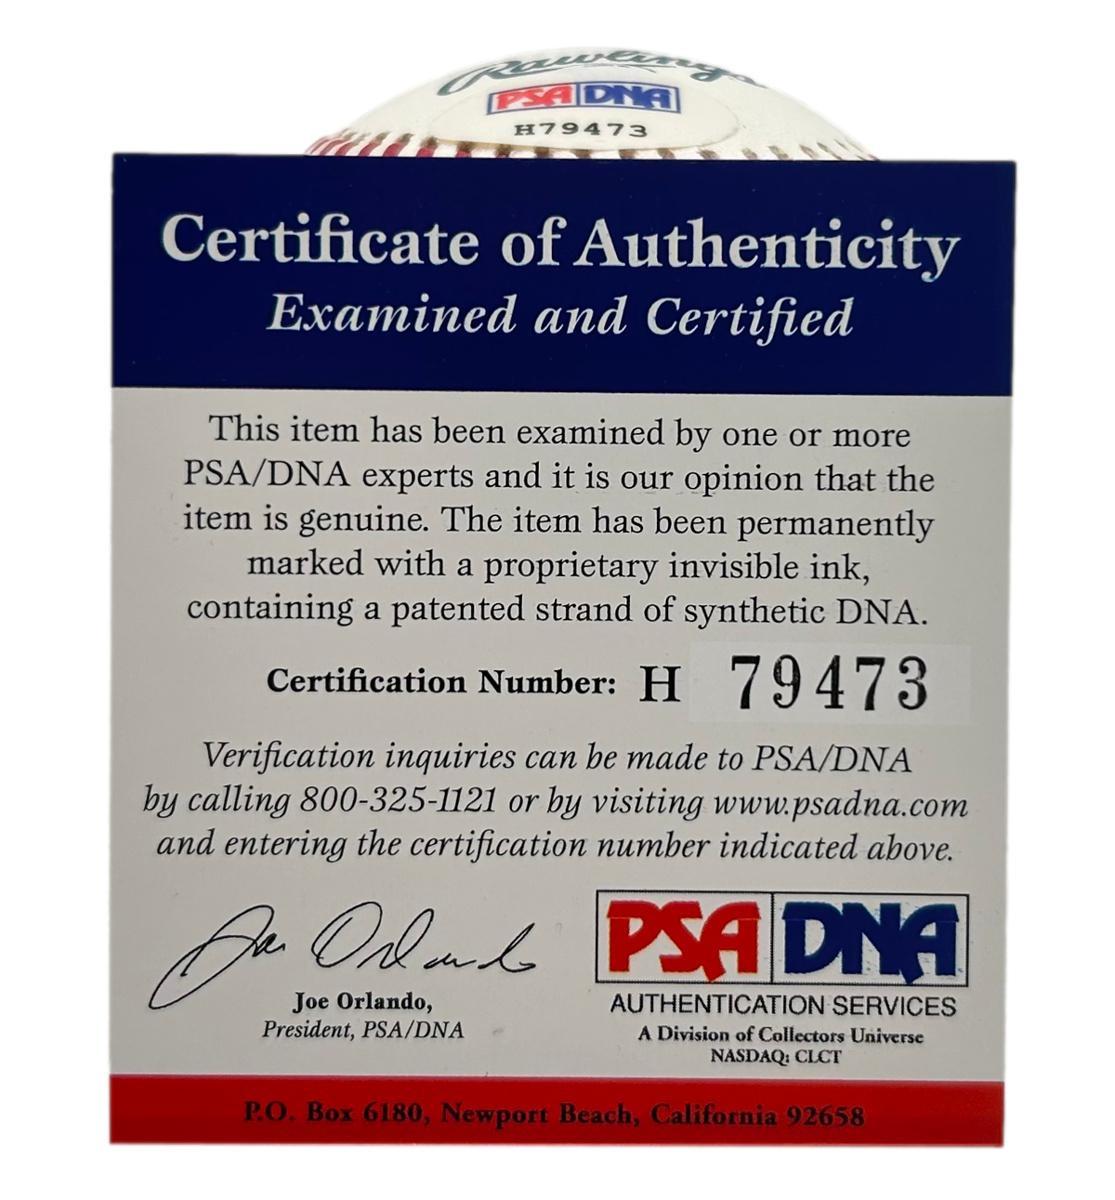 Rawlings
PSA DNA
H79473
Certificate of Authenticity
Examined and Certified
This item has been examined by one or more
PSA/DNA experts and it is our opinion that the
item is genuine. The item has been permanently
marked with a proprietary invisible ink,
containing a patented strand of synthetic DNA.
Certification Number: H 79473
Verification inquiries can be made to PSA/DNA
by calling 800-325-1121 or by visiting www.psadna.com
and entering the certification number indicated above.
Joe Orlando
Joe Orlando,
President, PSA/DNA
PSA DNA
AUTHENTICATION SERVICES
A Division of Collectors Universe
NASDAQ: CLCT
P.O. Box 6180, Newport Beach, California 92658